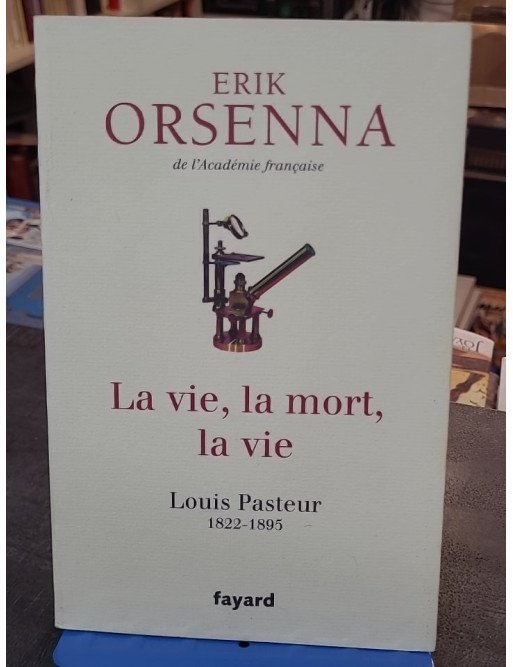 ERIK
ORSENNA
de l'Académie française
La vie, la mort,
la vie
Louis Pasteur
1822-1895
fayard